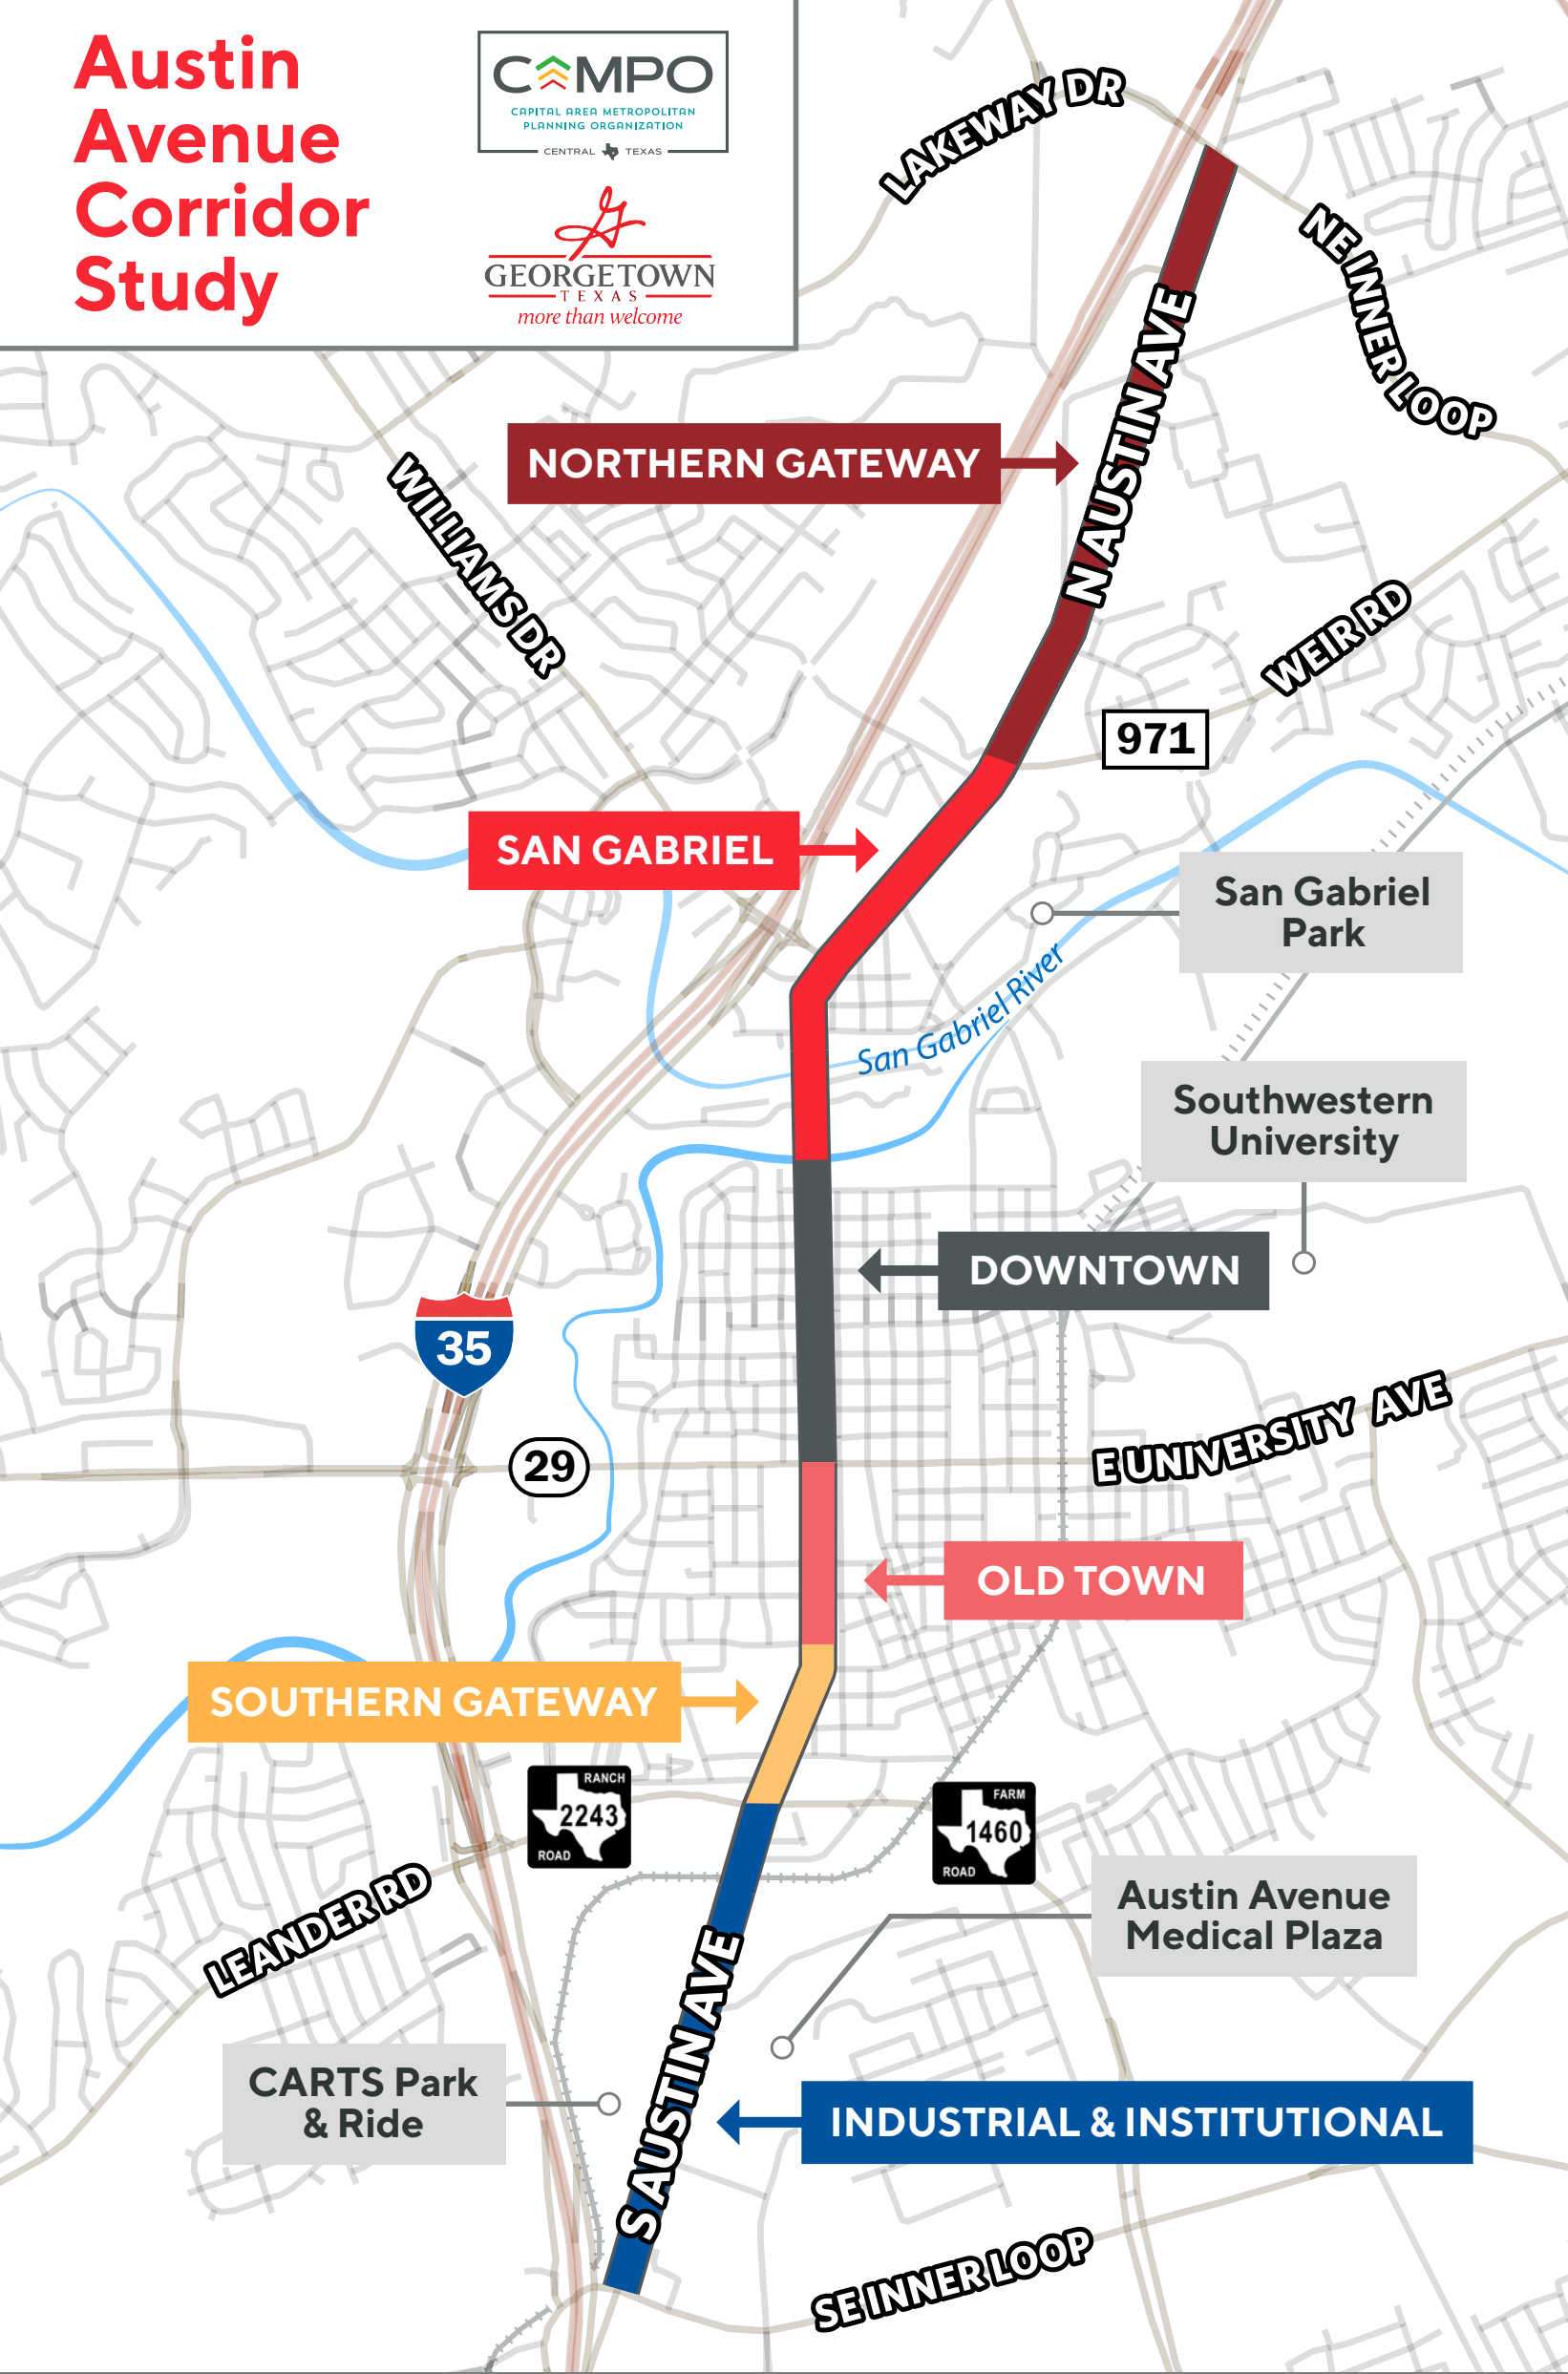 Austin
Avenue
Corridor
Study
CAMPO
CAPITAL AREA METROPOLITAN
PLANNING ORGANIZATION
CENTRAL TEXAS
GEORGETOWN
TEXAS
more than welcome
LAKEWAY DR
NE INNER LOOP
N AUSTIN AVE
NORTHERN GATEWAY
WILLIAMS DR
WEIR RD
971
SAN GABRIEL
San Gabriel
Park
San Gabriel River
Southwestern
University
DOWNTOWN
35
E UNIVERSITY AVE
29
OLD TOWN
SOUTHERN GATEWAY
RANCH
2243
ROAD
FARM
1460
ROAD
LEANDER RD
Austin Avenue
Medical Plaza
S AUSTIN AVE
CARTS Park
& Ride
INDUSTRIAL & INSTITUTIONAL
SE INNER LOOP